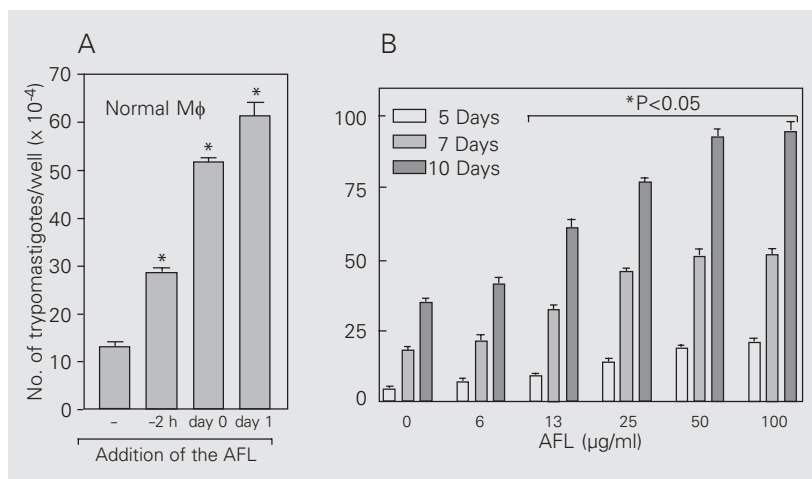 A
No. of trypomastigotes/well (x 10-4)
70
60
50
40
30
20
10
0
Normal Mϕ
*
*
*
– –2 h day 0 day 1
Addition of the AFL
B
100
75
50
25
0
5 Days
7 Days
10 Days
*P<0.05
0 6 13 25 50 100
AFL (µg/ml)